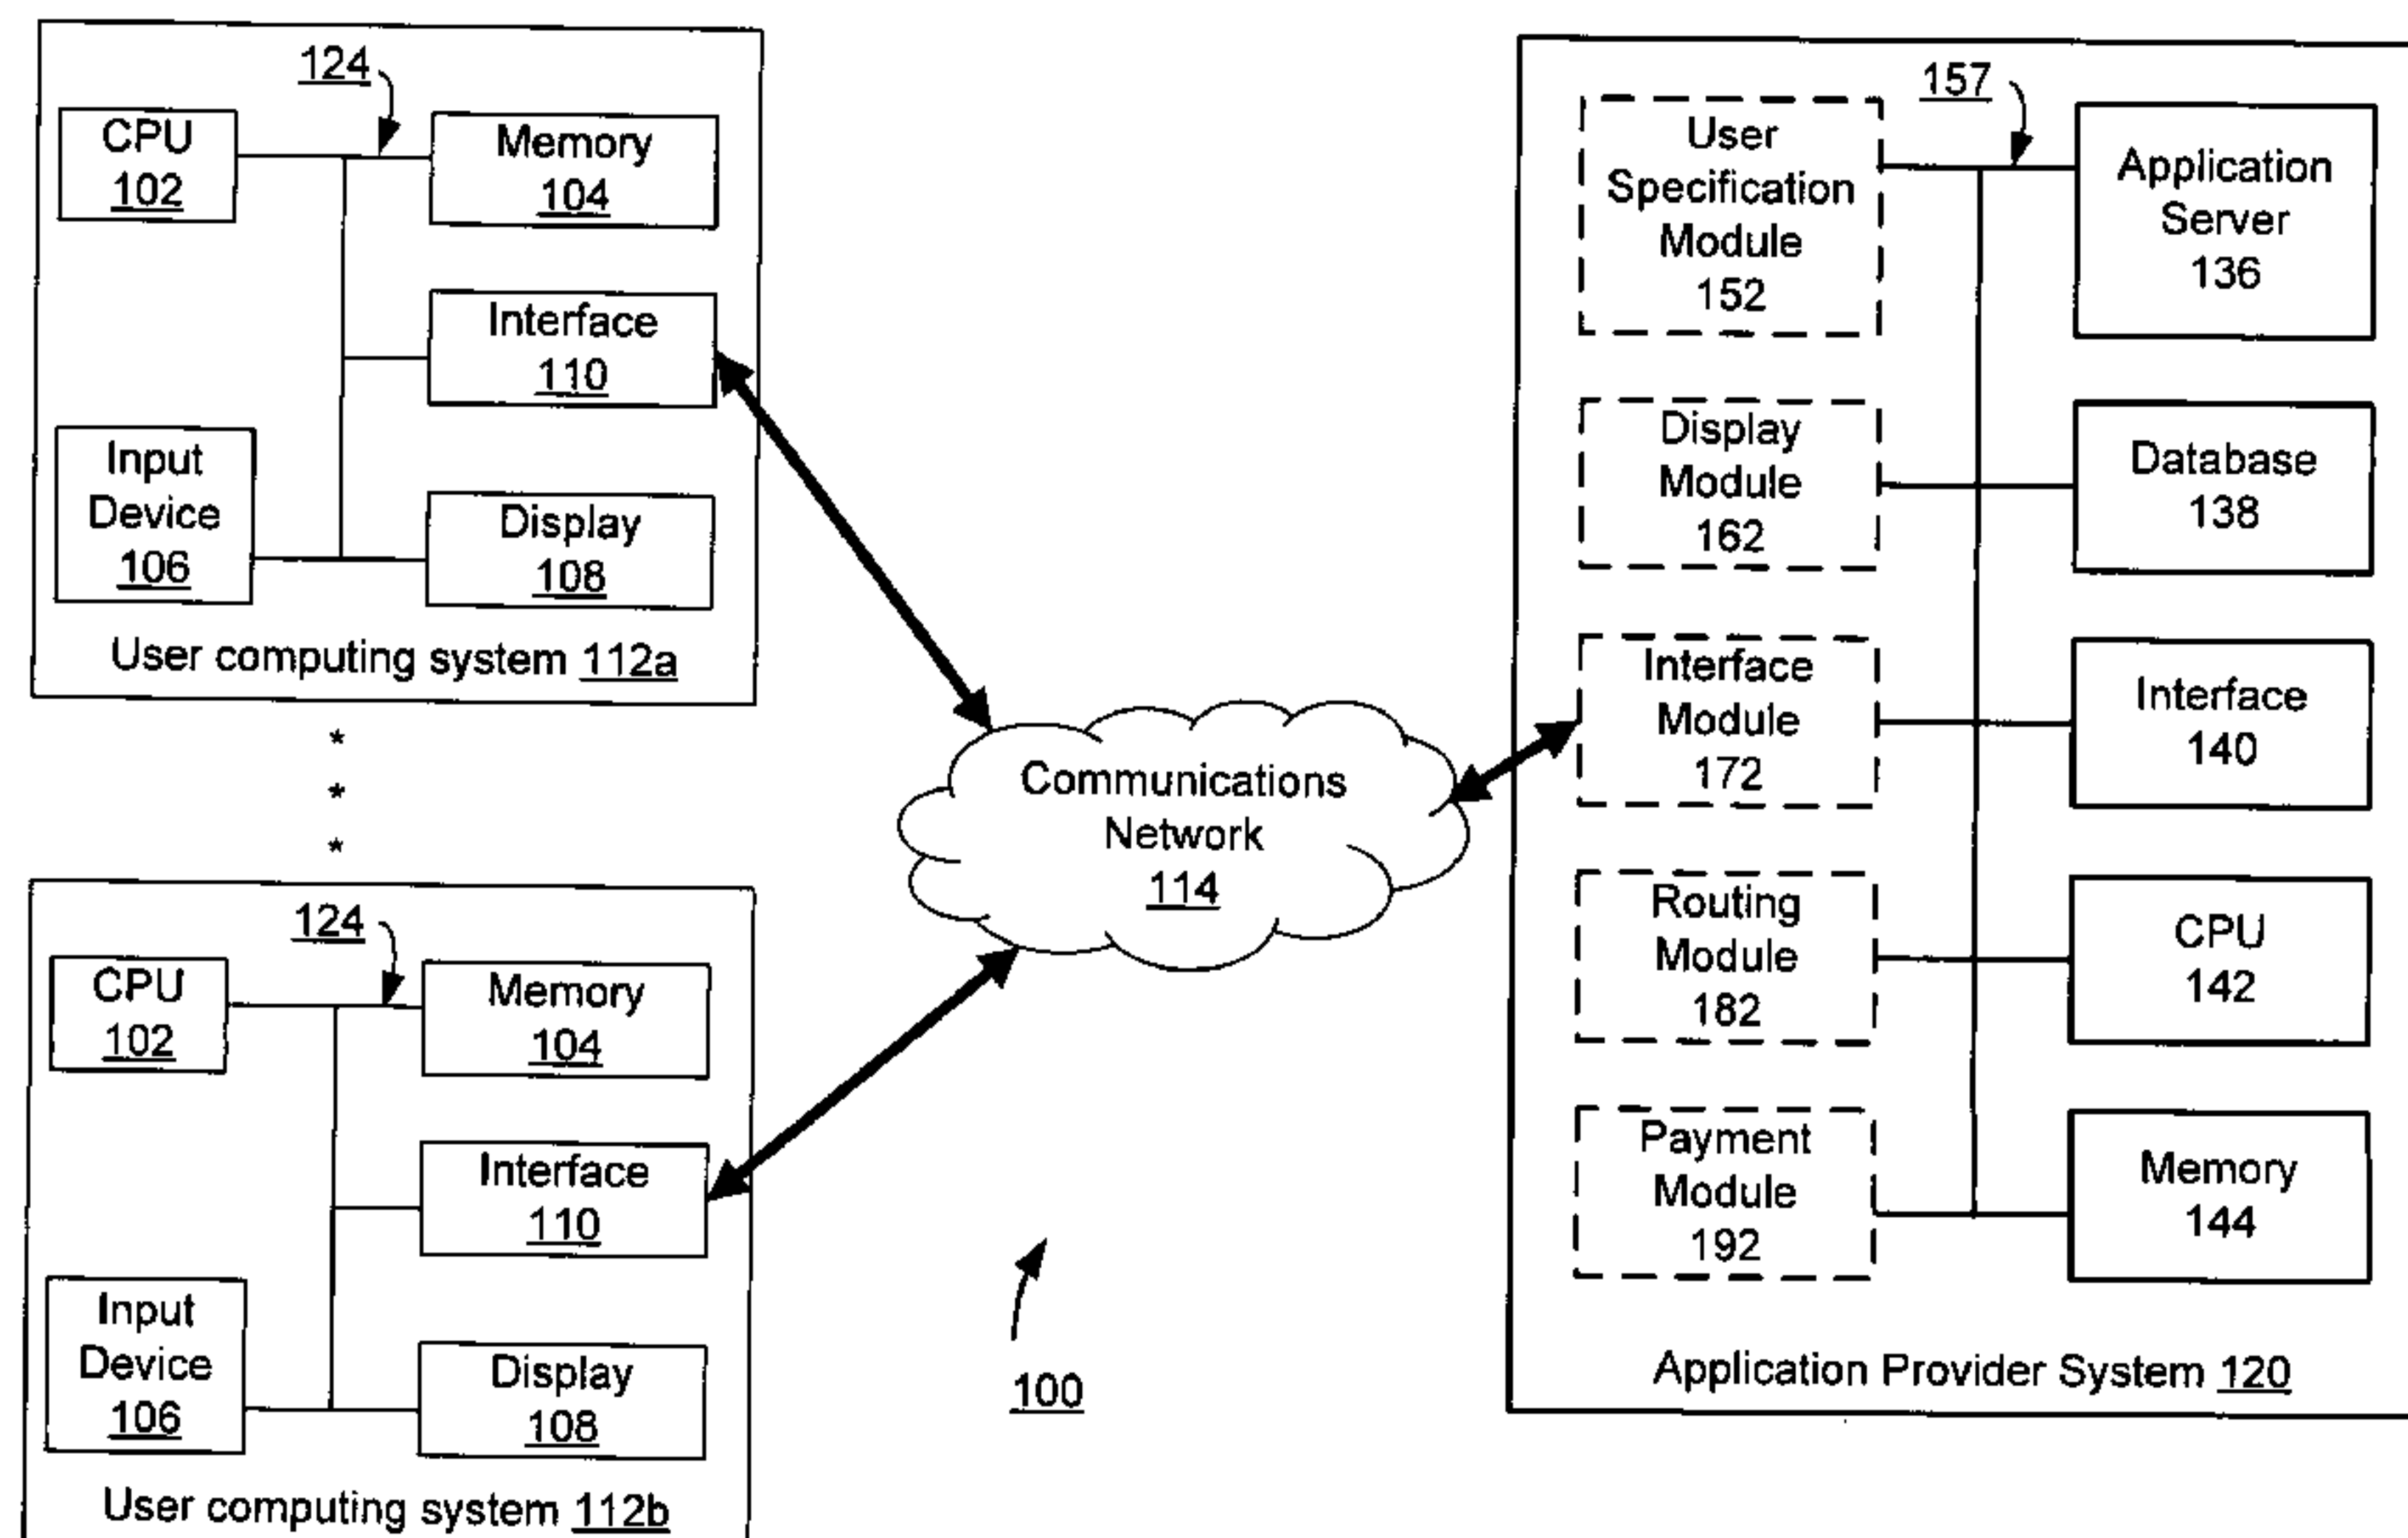 124
CPU
102
Memory
104
Interface
110
Input
Device
106
Display
108
User computing system 112a
*
*
*
124
CPU
102
Memory
104
Interface
110
Input
Device
106
Display
108
User computing system 112b
Communications
Network
114
100
157
User
Specification
Module
152
Application
Server
136
Display
Module
162
Database
138
Interface
Module
172
Interface
140
Routing
Module
182
CPU
142
Payment
Module
192
Memory
144
Application Provider System 120